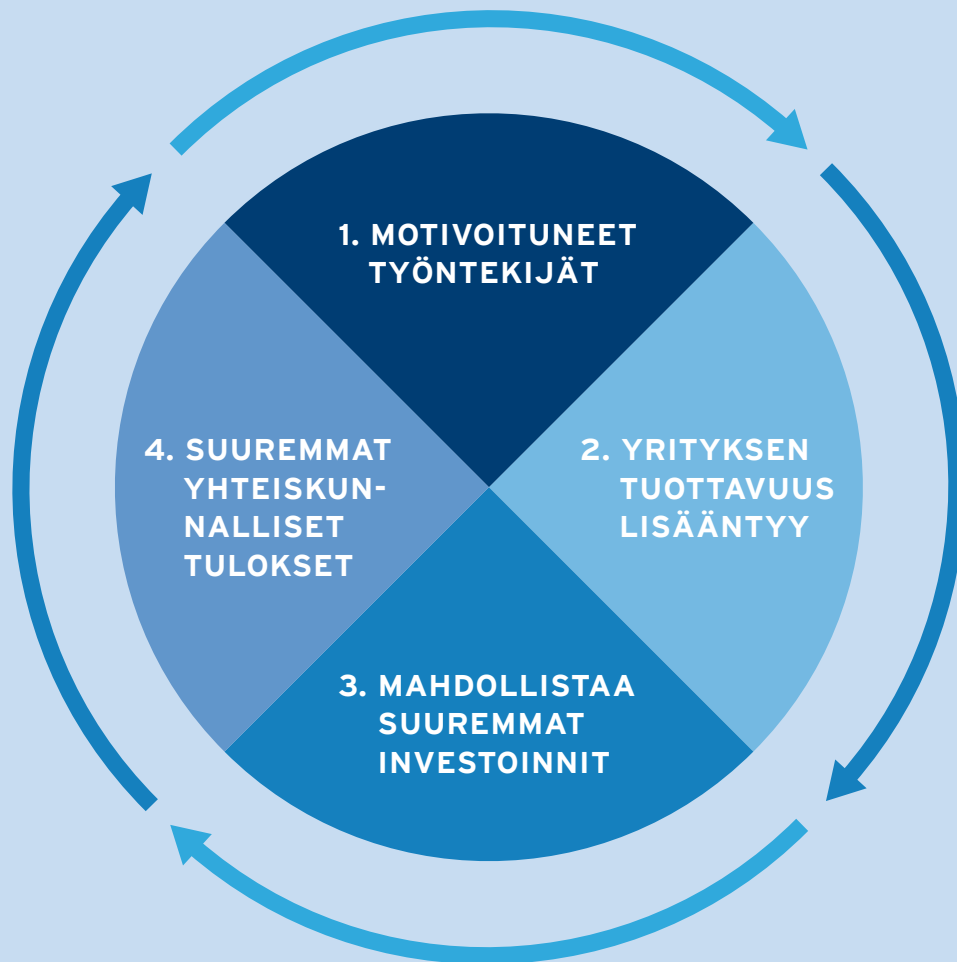 1. MOTIVOITUNEET
TYÖNTEKIJÄT
2. YRITYKSEN
TUOTTAVUUS
LISÄÄNTYY
3. MAHDOLLISTAA
SUUREMMAT
INVESTOINNIT
4. SUUREMMAT
YHTEISKUN-
NALLISET
TULOKSET